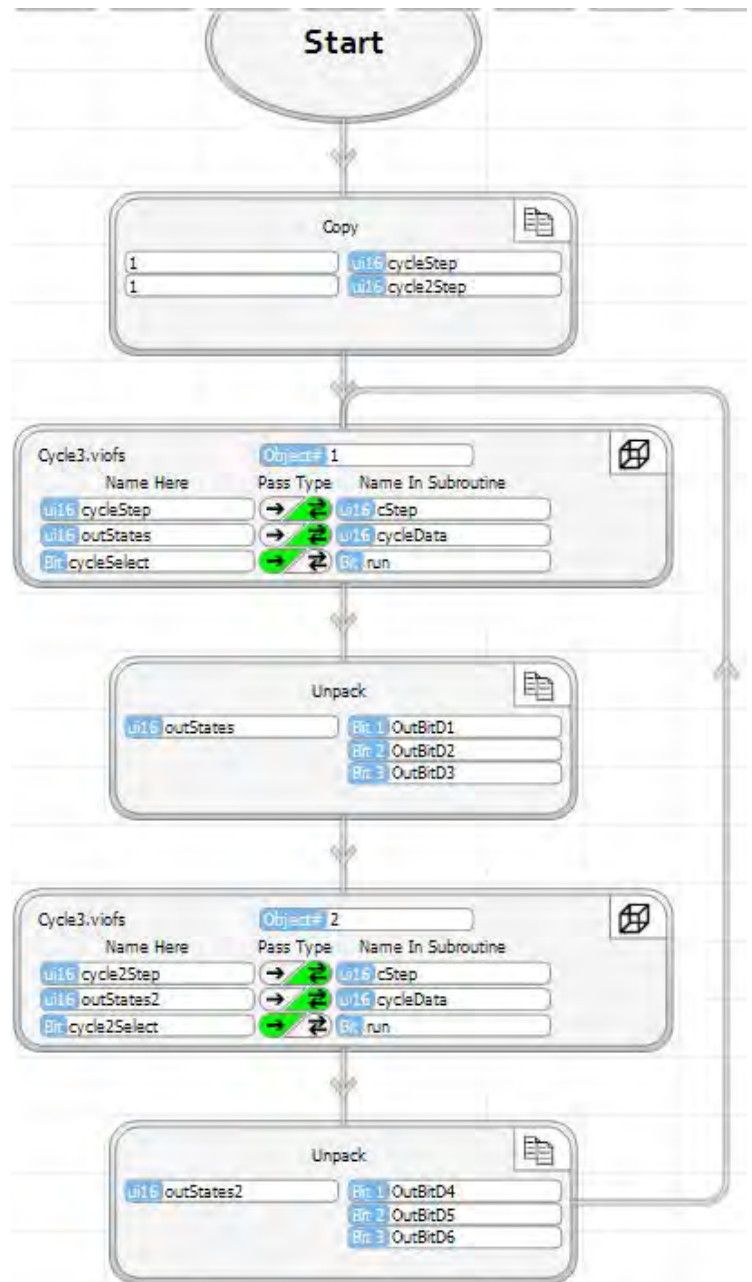 Start
Copy
1 ui16 cycleStep
1 ui16 cycle2Step
Cycle3.viofs Object# 1
Name Here Pass Type Name In Subroutine
ui16 cycleStep ui16 cStep
ui16 outStates ui16 cycleData
Bit cycleSelect Bit run
Unpack
ui16 outStates Bit 1 OutBitD1
Bit 2 OutBitD2
Bit 3 OutBitD3
Cycle3.viofs Object# 2
Name Here Pass Type Name In Subroutine
ui16 cycle2Step ui16 cStep
ui16 outStates2 ui16 cycleData
Bit cycle2Select Bit run
Unpack
ui16 outStates2 Bit 1 OutBitD4
Bit 2 OutBitD5
Bit 3 OutBitD6